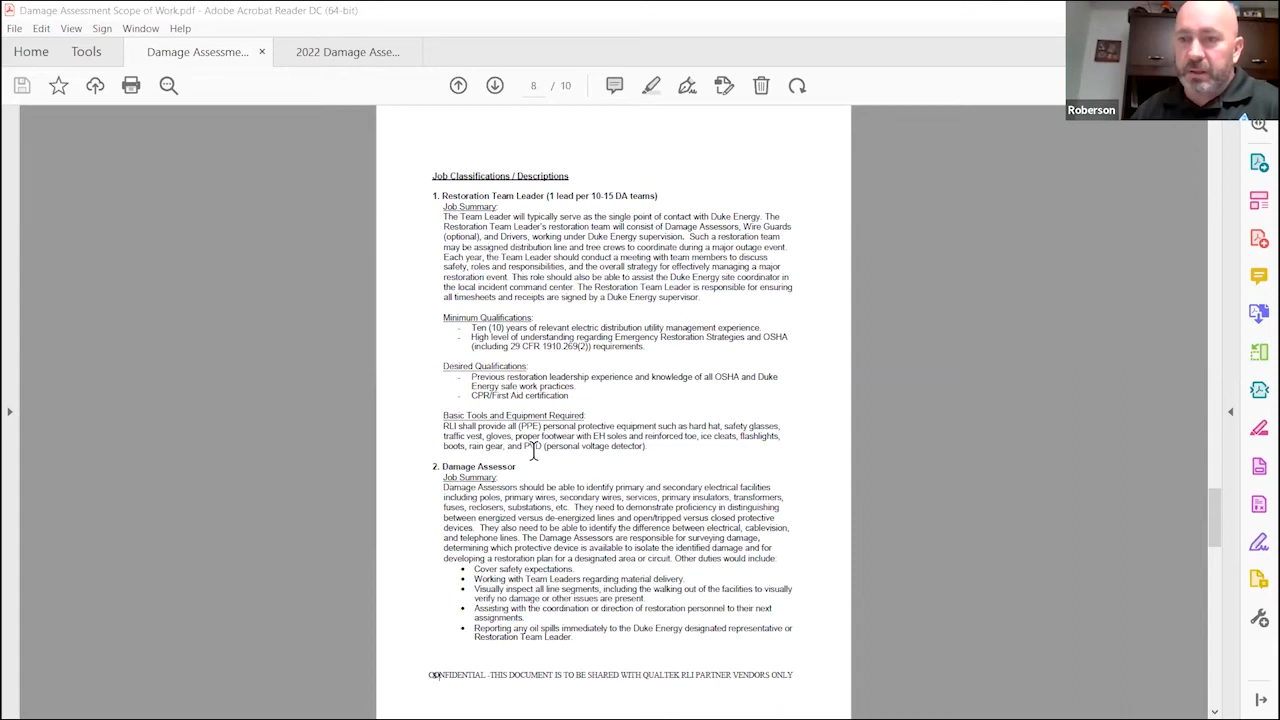 Damage Assessment Scope of Work.pdf - Adobe Acrobat Reader DC (64-bit)
File Edit View Sign Window Help
Home Tools Damage Assessme... × 2022 Damage Asse...
8 / 10
Roberson
Job Classifications / Descriptions
1. Restoration Team Leader (1 lead per 10-15 DA teams)
Job Summary:
The Team Leader will typically serve as the single point of contact with Duke Energy. The
Restoration Team Leader's restoration team will consist of Damage Assessors, Wire Guards
(optional), and Drivers, working under Duke Energy supervision. Such a restoration team
may be assigned distribution line and tree crews to coordinate during a major outage event.
Each year, the Team Leader should conduct a meeting with team members to discuss
safety, roles and responsibilities, and the overall strategy for effectively managing a major
restoration event. This role should also be able to assist the Duke Energy site coordinator in
the local incident command center. The Restoration Team Leader is responsible for ensuring
all timesheets and receipts are signed by a Duke Energy supervisor.
Minimum Qualifications:
- Ten (10) years of relevant electric distribution utility management experience.
- High level of understanding regarding Emergency Restoration Strategies and OSHA
(including 29 CFR 1910.269(2)) requirements.
Desired Qualifications:
- Previous restoration leadership experience and knowledge of all OSHA and Duke
Energy safe work practices.
- CPR/First Aid certification
Basic Tools and Equipment Required:
RLI shall provide all (PPE) personal protective equipment such as hard hat, safety glasses,
traffic vest, gloves, proper footwear with EH soles and reinforced toe, ice cleats, flashlights,
boots, rain gear, and PVD (personal voltage detector).
2. Damage Assessor
Job Summary:
Damage Assessors should be able to identify primary and secondary electrical facilities
including poles, primary wires, secondary wires, services, primary insulators, transformers,
fuses, reclosers, substations, etc. They need to demonstrate proficiency in distinguishing
between energized versus de-energized lines and open/tripped versus closed protective
devices. They also need to be able to identify the difference between electrical, cablevision,
and telephone lines. The Damage Assessors are responsible for surveying damage,
determining which protective device is available to isolate the identified damage and for
developing a restoration plan for a designated area or circuit. Other duties would include:
• Cover safety expectations.
• Working with Team Leaders regarding material delivery.
• Visually inspect all line segments, including the walking out of the facilities to visually
verify no damage or other issues are present.
• Assisting with the coordination or direction of restoration personnel to their next
assignments.
• Reporting any oil spills immediately to the Duke Energy designated representative or
Restoration Team Leader.
CONFIDENTIAL -THIS DOCUMENT IS TO BE SHARED WITH QUALTEK RLI PARTNER VENDORS ONLY